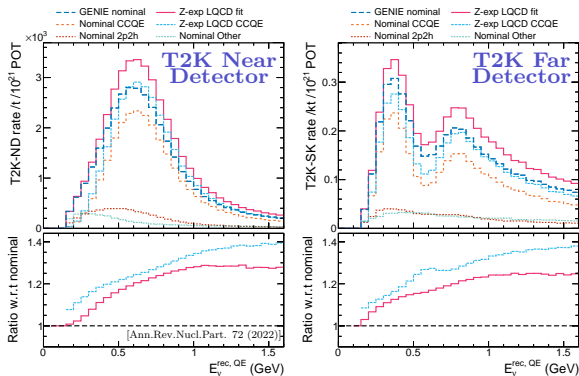 GENIE nominal
Z-exp LQCD fit
Nominal CCQE
Z-exp LQCD CCQE
Nominal 2p2h
Nominal Other
×10³
T2K Near
Detector
T2K-ND rate /t /10²¹ POT
3
2
1
0
Ratio w.r.t nominal
1.4
1.2
1
[Ann.Rev.Nucl.Part. 72 (2022)]
0
0.5
1
1.5
E_ν^rec, QE (GeV)
GENIE nominal
Z-exp LQCD fit
Nominal CCQE
Z-exp LQCD CCQE
Nominal 2p2h
Nominal Other
T2K Far
Detector
T2K-SK rate /kt /10²¹ POT
0.3
0.2
0.1
0
Ratio w.r.t nominal
1.4
1.2
1
0
0.5
1
1.5
E_ν^rec, QE (GeV)